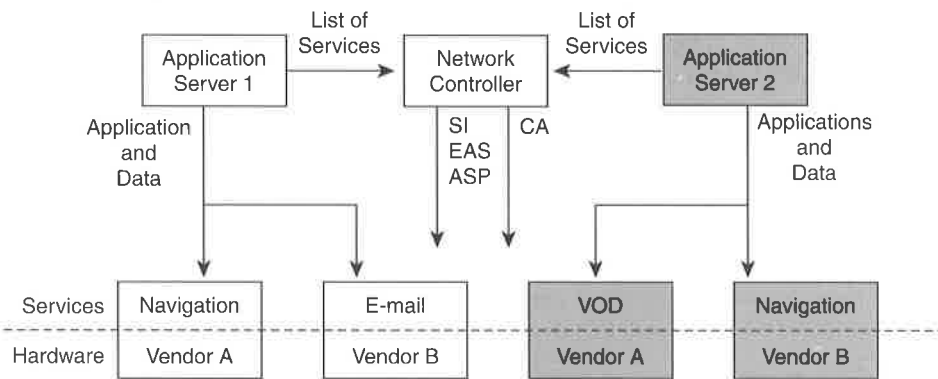 List of
Services
List of
Services
Application
Server 1
Network
Controller
Application
Server 2
Application
and
Data
SI
EAS
ASP
CA
Applications
and
Data
Services
Navigation
E-mail
VOD
Navigation
Hardware
Vendor A
Vendor B
Vendor A
Vendor B